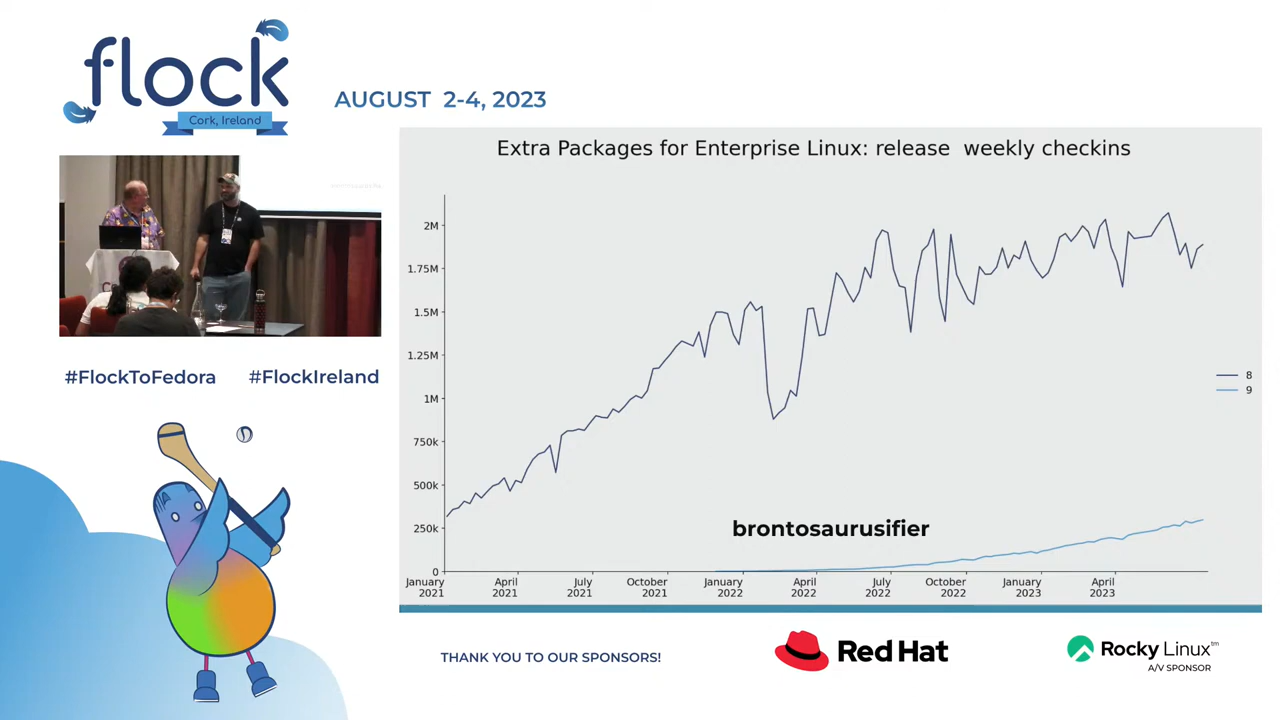 flock
Cork, Ireland
AUGUST 2-4, 2023
Extra Packages for Enterprise Linux: release weekly checkins
2M
1.75M
1.5M
1.25M
1M
750k
500k
250k
0
8
9
brontosaurusifier
January 2021
April 2021
July 2021
October 2021
January 2022
April 2022
July 2022
October 2022
January 2023
April 2023
#FlockToFedora #FlockIreland
THANK YOU TO OUR SPONSORS!
Red Hat
Rocky Linux™
A/V SPONSOR